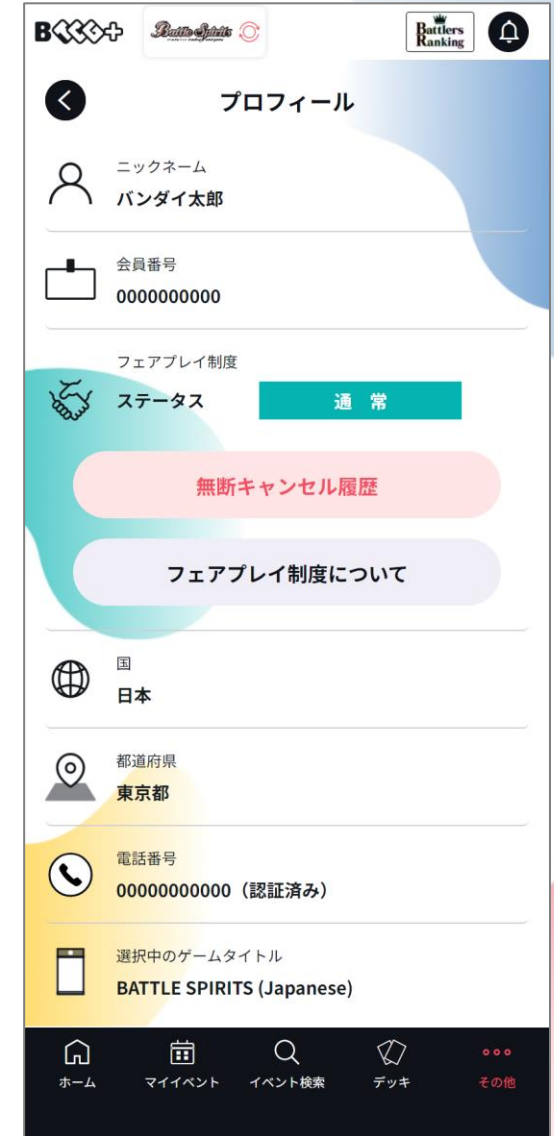 Battle Spirits
Battlers
Ranking
プロフィール
ニックネーム
バンダイ太郎
会員番号
0000000000
フェアプレイ制度
ステータス 通 常
無断キャンセル履歴
フェアプレイ制度について
国
日本
都道府県
東京都
電話番号
00000000000（認証済み）
選択中のゲームタイトル
BATTLE SPIRITS (Japanese)
ホーム マイイベント イベント検索 デッキ その他